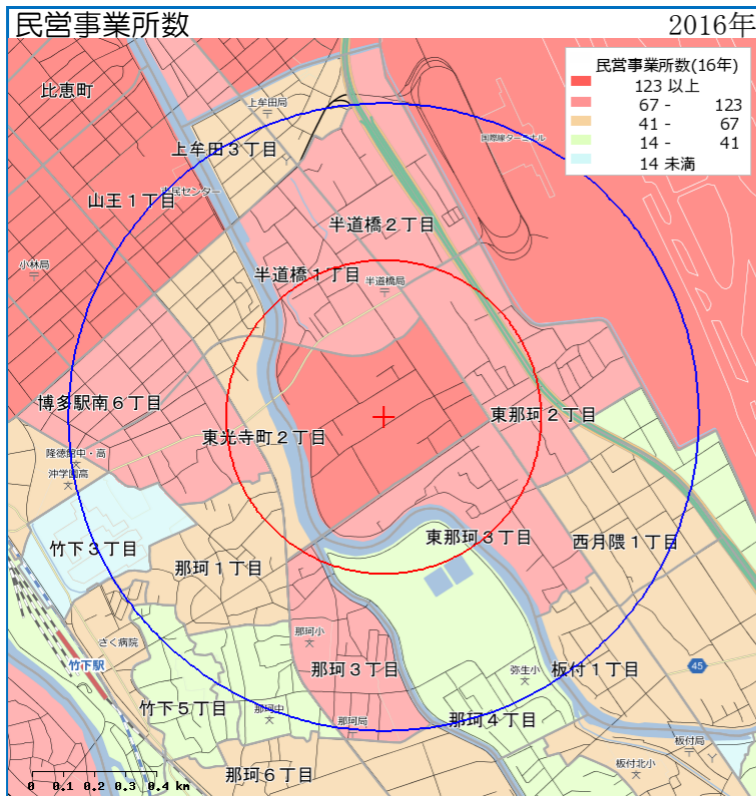 民営事業所数
2016年
民営事業所数(16年)
123 以上
67 - 123
41 - 67
14 - 41
14 未満
比恵町
上牟田局
上牟田3丁目
国際線ターミナル
市民センター
山王1丁目
半道橋2丁目
小林局
半道橋1丁目
半道橋局
博多駅南6丁目
東那珂2丁目
東光寺町2丁目
隆徳館中・高
沖学園高
東那珂3丁目
西月隈1丁目
竹下3丁目
那珂1丁目
那珂小
さく病院
竹下駅
那珂3丁目
弥生小
板付1丁目
45
竹下5丁目
那珂中
那珂局
那珂4丁目
板付局
那珂6丁目
板付北小
0 0.1 0.2 0.3 0.4 km